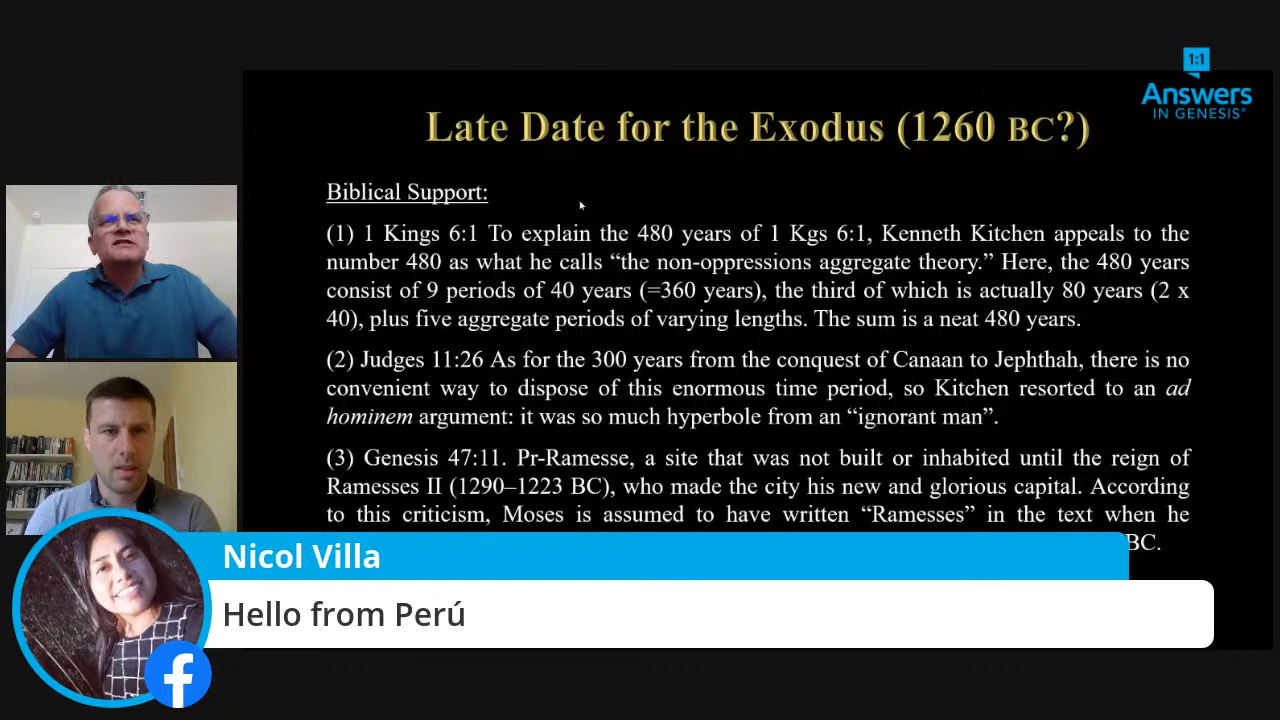 1:1
Answers
IN GENESIS
Late Date for the Exodus (1260 BC?)
Biblical Support:
(1) 1 Kings 6:1 To explain the 480 years of 1 Kgs 6:1, Kenneth Kitchen appeals to the
number 480 as what he calls “the non-oppressions aggregate theory.” Here, the 480 years
consist of 9 periods of 40 years (=360 years), the third of which is actually 80 years (2 x
40), plus five aggregate periods of varying lengths. The sum is a neat 480 years.
(2) Judges 11:26 As for the 300 years from the conquest of Canaan to Jephthah, there is no
convenient way to dispose of this enormous time period, so Kitchen resorted to an ad
hominem argument: it was so much hyperbole from an “ignorant man”.
(3) Genesis 47:11. Pr-Ramesse, a site that was not built or inhabited until the reign of
Ramesses II (1290–1223 BC), who made the city his new and glorious capital. According
to this criticism, Moses is assumed to have written “Ramesses” in the text when he
BC.
Nicol Villa
Hello from Perú